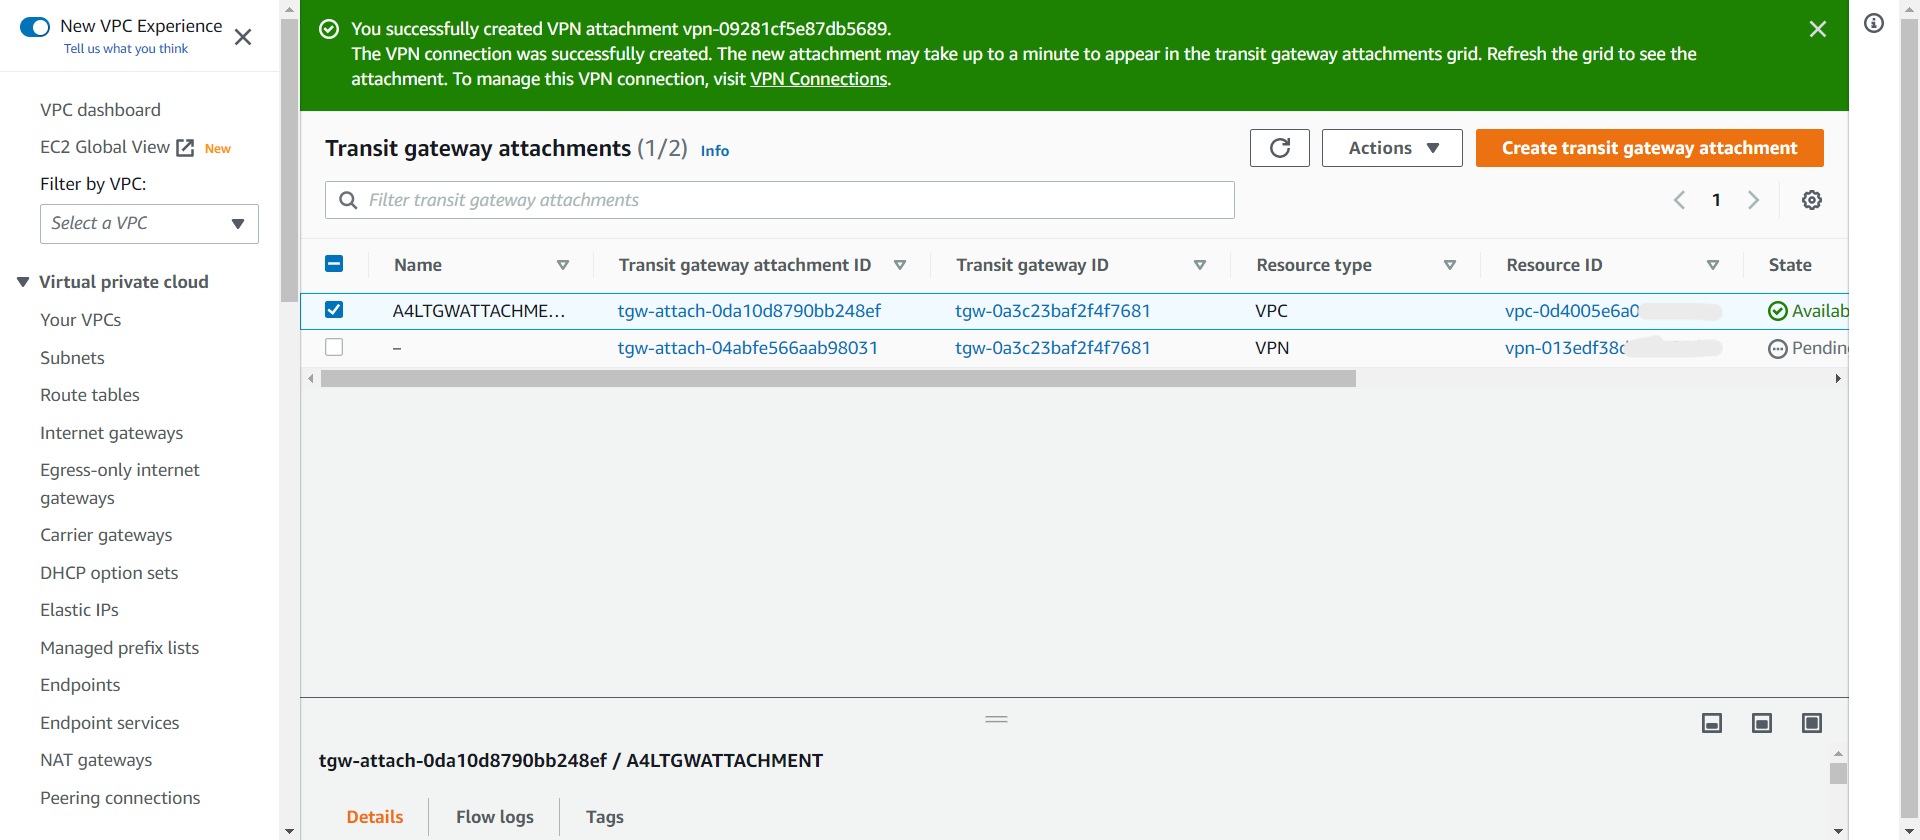 New VPC Experience
Tell us what you think
VPC dashboard
EC2 Global View New
Filter by VPC:
Select a VPC
Virtual private cloud
Your VPCs
Subnets
Route tables
Internet gateways
Egress-only internet
gateways
Carrier gateways
DHCP option sets
Elastic IPs
Managed prefix lists
Endpoints
Endpoint services
NAT gateways
Peering connections
You successfully created VPN attachment vpn-09281cf5e87db5689.
The VPN connection was successfully created. The new attachment may take up to a minute to appear in the transit gateway attachments grid. Refresh the grid to see the
attachment. To manage this VPN connection, visit VPN Connections.
Transit gateway attachments (1/2) Info
Actions
Create transit gateway attachment
Filter transit gateway attachments
1
Name Transit gateway attachment ID Transit gateway ID Resource type Resource ID State
A4LTGWATTACHME... tgw-attach-0da10d8790bb248ef tgw-0a3c23baf2f4f7681 VPC vpc-0d4005e6a0 Availab
– tgw-attach-04abfe566aab98031 tgw-0a3c23baf2f4f7681 VPN vpn-013edf38 Pendin
tgw-attach-0da10d8790bb248ef / A4LTGWATTACHMENT
Details Flow logs Tags